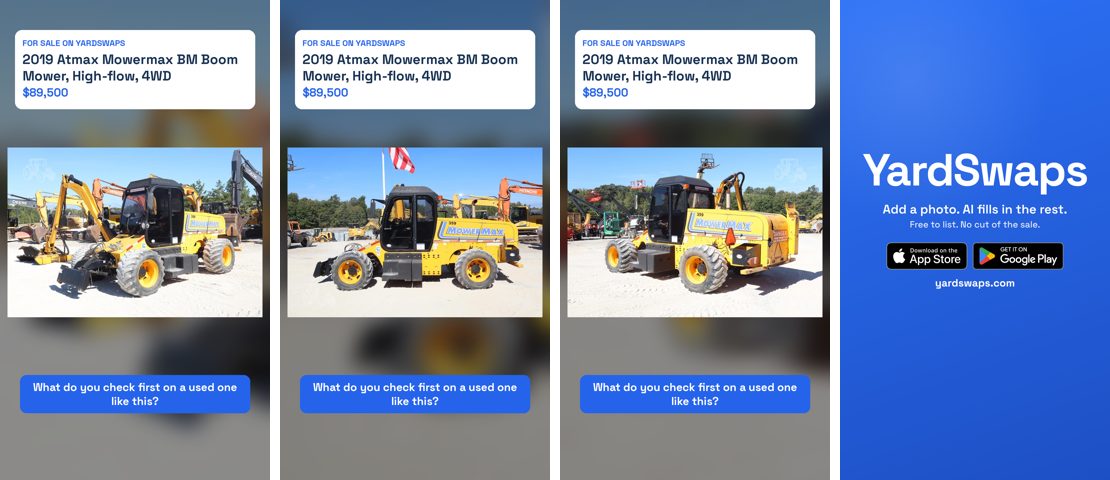 FOR SALE ON YARDSWAPS
2019 Atmax Mowermax BM Boom
Mower, High-flow, 4WD
$89,500
MOWERMAX
What do you check first on a used one
like this?
FOR SALE ON YARDSWAPS
2019 Atmax Mowermax BM Boom
Mower, High-flow, 4WD
$89,500
MOWERMAX
What do you check first on a used one
like this?
FOR SALE ON YARDSWAPS
2019 Atmax Mowermax BM Boom
Mower, High-flow, 4WD
$89,500
MOWERMAX
What do you check first on a used one
like this?
YardSwaps
Add a photo. AI fills in the rest.
Free to list. No cut of the sale.
Download on the
App Store
GET IT ON
Google Play
yardswaps.com